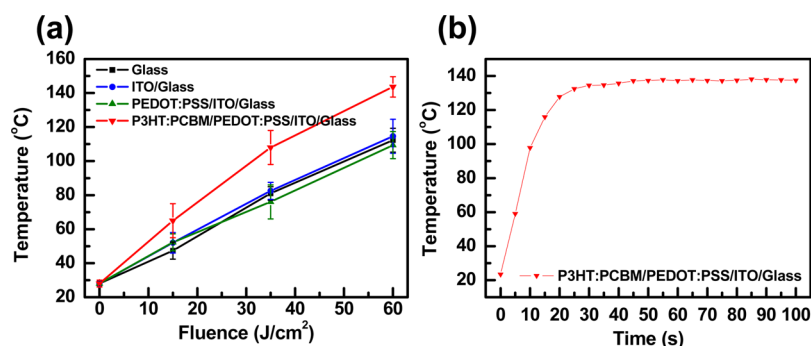 (a)
160
140
120
100
80
60
40
20
Temperature (°C)
Glass
ITO/Glass
PEDOT:PSS/ITO/Glass
P3HT:PCBM/PEDOT:PSS/ITO/Glass
0 10 20 30 40 50 60
Fluence (J/cm²)
(b)
160
140
120
100
80
60
40
20
Temperature (°C)
P3HT:PCBM/PEDOT:PSS/ITO/Glass
0 10 20 30 40 50 60 70 80 90 100
Time (s)